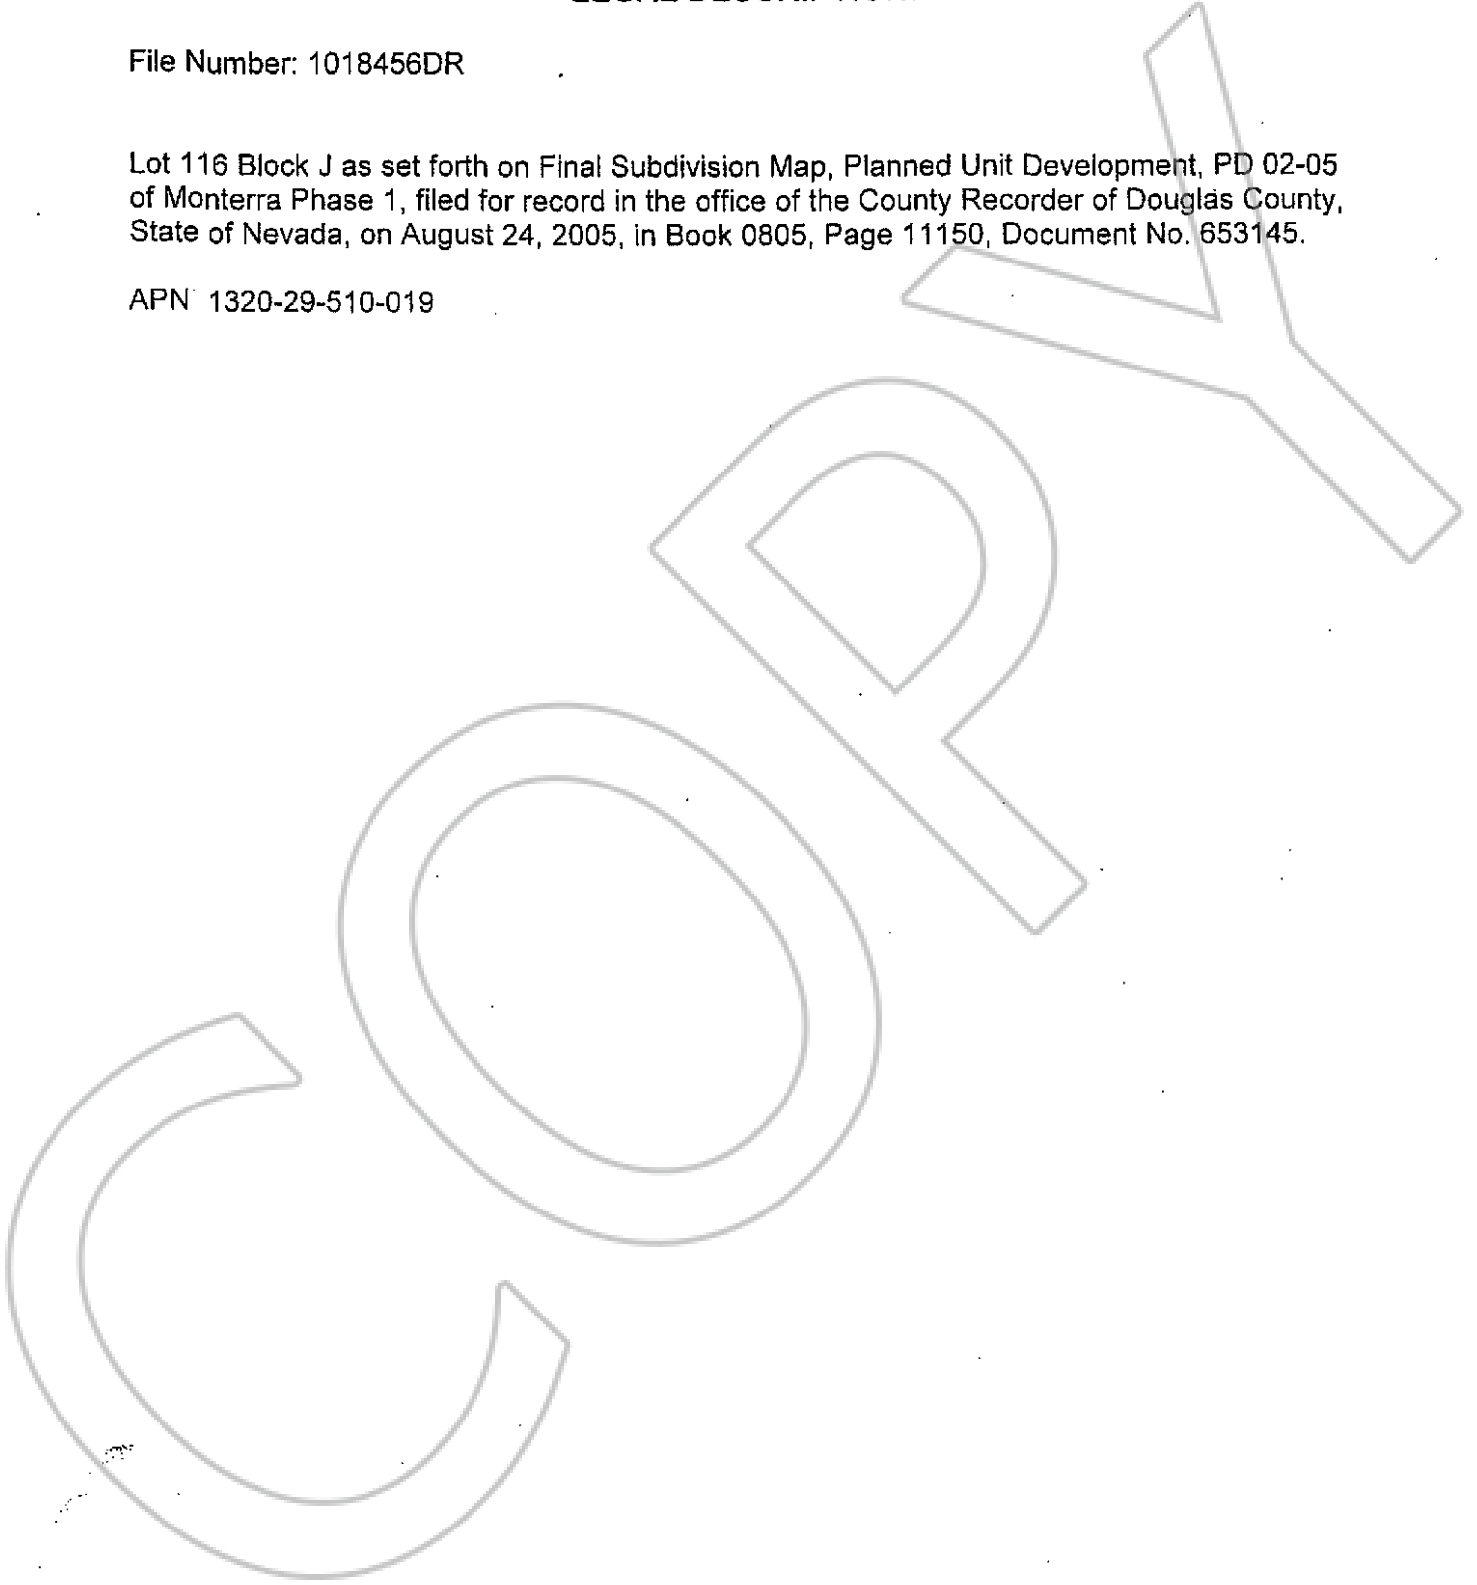 File Number: 1018456DR
Lot 116 Block J as set forth on Final Subdivision Map, Planned Unit Development, PD 02-05
of Monterra Phase 1, filed for record in the office of the County Recorder of Douglas County,
State of Nevada, on August 24, 2005, in Book 0805, Page 11150, Document No. 653145.
APN 1320-29-510-019
COPY